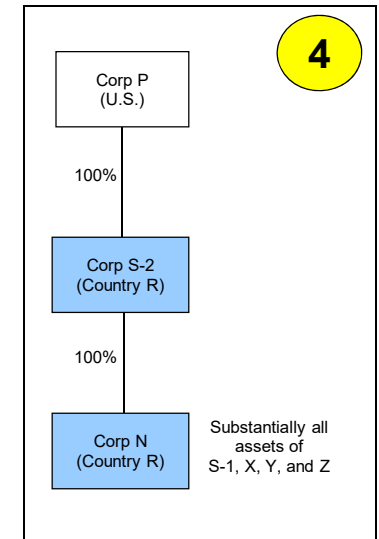 4
Corp P
(U.S.)
100%
Corp S-2
(Country R)
100%
Corp N
(Country R)
Substantially all
assets of
S-1, X, Y, and Z